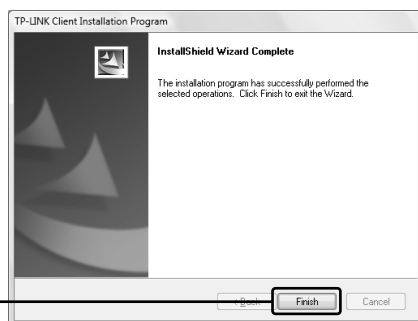 TP-LINK Client Installation Program
InstallShield Wizard Complete
The installation program has successfully performed the
selected operations. Click Finish to exit the Wizard.
< Back
Finish
Cancel